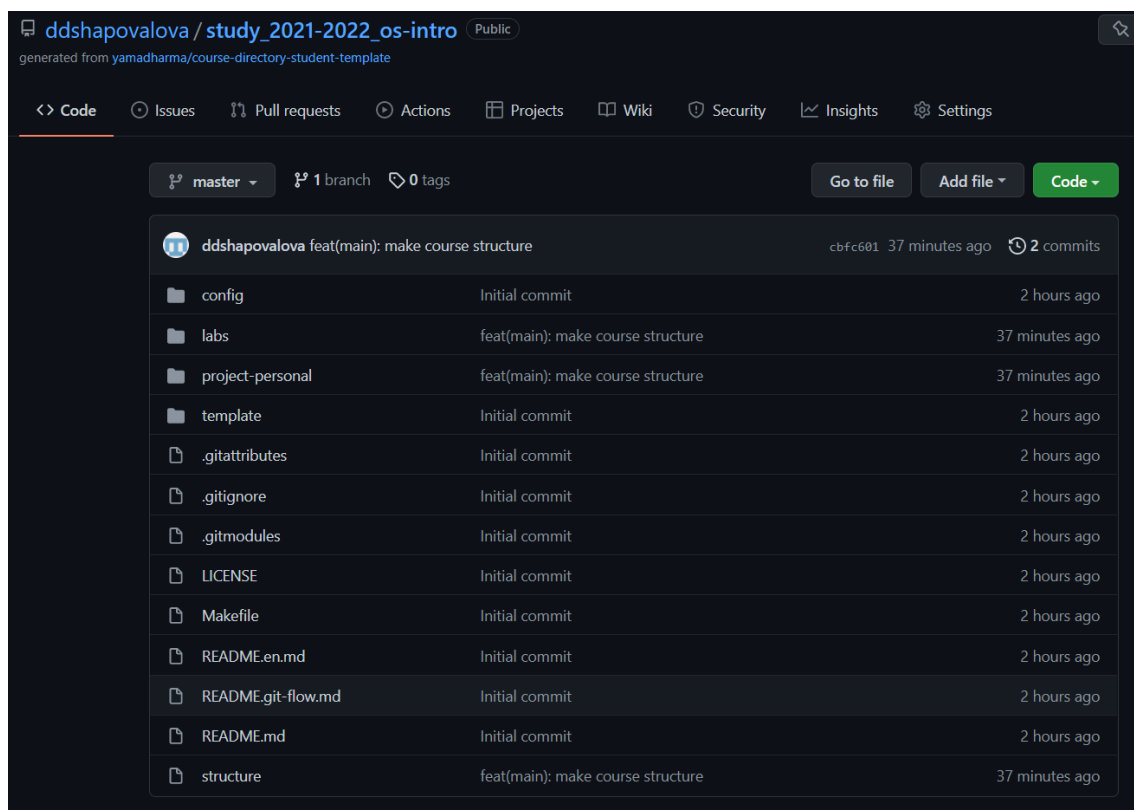 ddshapovalova / study_2021-2022_os-intro Public
generated from yamadharma/course-directory-student-template
Code Issues Pull requests Actions Projects Wiki Security Insights Settings
master 1 branch 0 tags Go to file Add file Code
ddshapovalova feat(main): make course structure cbfc601 37 minutes ago 2 commits
config Initial commit 2 hours ago
labs feat(main): make course structure 37 minutes ago
project-personal feat(main): make course structure 37 minutes ago
template Initial commit 2 hours ago
.gitattributes Initial commit 2 hours ago
.gitignore Initial commit 2 hours ago
.gitmodules Initial commit 2 hours ago
LICENSE Initial commit 2 hours ago
Makefile Initial commit 2 hours ago
README.en.md Initial commit 2 hours ago
README.git-flow.md Initial commit 2 hours ago
README.md Initial commit 2 hours ago
structure feat(main): make course structure 37 minutes ago